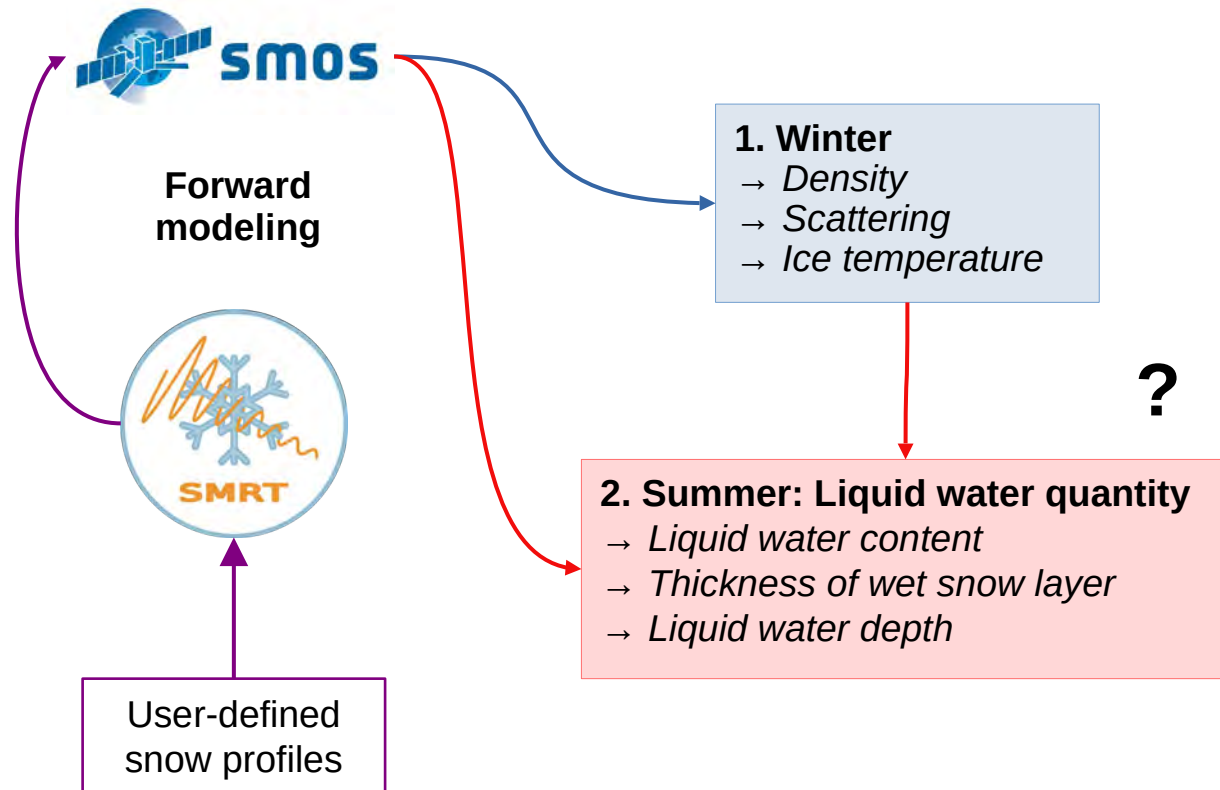 smos
Forward
modeling
SMRT
User-defined
snow profiles
1. Winter
→ Density
→ Scattering
→ Ice temperature
?
2. Summer: Liquid water quantity
→ Liquid water content
→ Thickness of wet snow layer
→ Liquid water depth